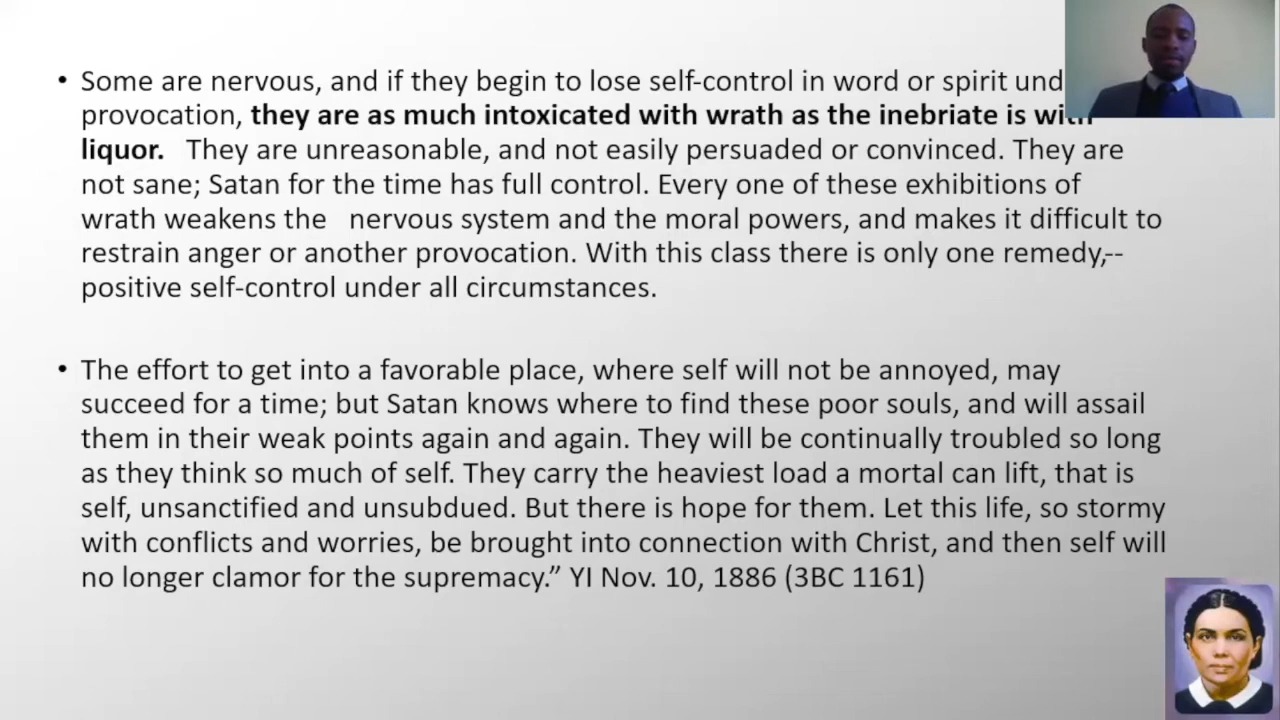 • Some are nervous, and if they begin to lose self-control in word or spirit und
provocation, they are as much intoxicated with wrath as the inebriate is with
liquor. They are unreasonable, and not easily persuaded or convinced. They are
not sane; Satan for the time has full control. Every one of these exhibitions of
wrath weakens the nervous system and the moral powers, and makes it difficult to
restrain anger or another provocation. With this class there is only one remedy,--
positive self-control under all circumstances.
• The effort to get into a favorable place, where self will not be annoyed, may
succeed for a time; but Satan knows where to find these poor souls, and will assail
them in their weak points again and again. They will be continually troubled so long
as they think so much of self. They carry the heaviest load a mortal can lift, that is
self, unsanctified and unsubdued. But there is hope for them. Let this life, so stormy
with conflicts and worries, be brought into connection with Christ, and then self will
no longer clamor for the supremacy.” YI Nov. 10, 1886 (3BC 1161)